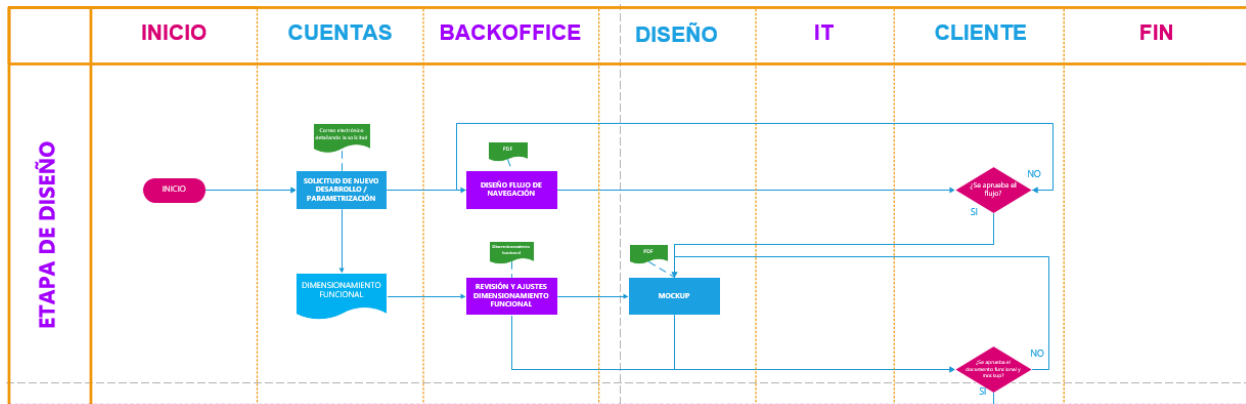 INICIO
CUENTAS
BACKOFFICE
DISEÑO
IT
CLIENTE
FIN
ETAPA DE DISEÑO
Correo electrónico
detallando la solicitud
PDF
INICIO
SOLICITUD DE NUEVO
DESARROLLO /
PARAMETRIZACIÓN
DISEÑO FLUJO DE
NAVEGACIÓN
¿Se aprueba el
flujo?
NO
SI
Dimensionamiento
funcional
PDF
DIMENSIONAMIENTO
FUNCIONAL
REVISIÓN Y AJUSTES
DIMENSIONAMIENTO
FUNCIONAL
MOCKUP
¿Se aprueba el
documento funcional y
mockup?
NO
SI